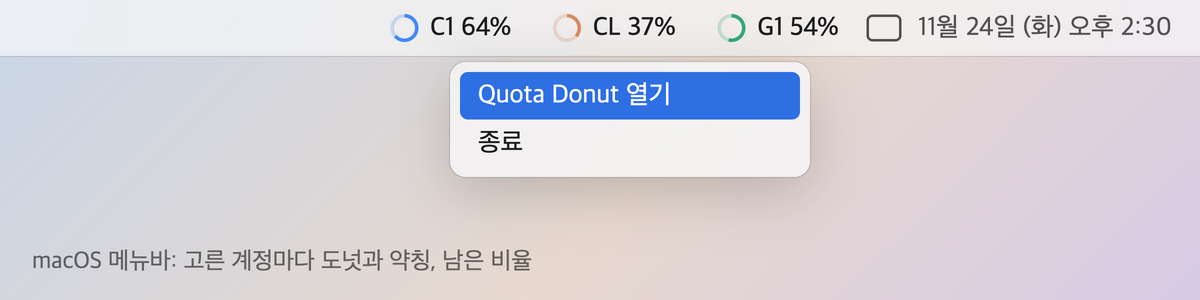 C1 64% CL 37% G1 54% 11월 24일 (화) 오후 2:30
Quota Donut 열기
종료
macOS 메뉴바: 고른 계정마다 도넛과 약칭, 남은 비율